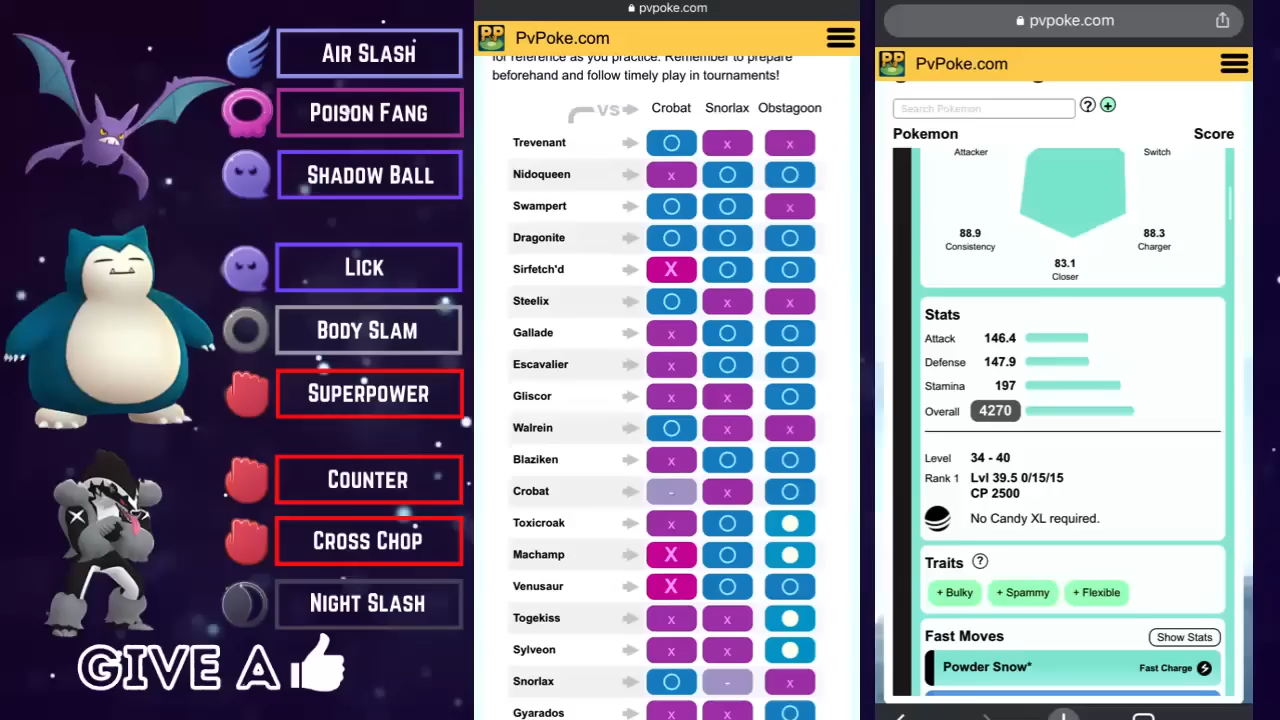 AIR SLASH
POISON FANG
SHADOW BALL
LICK
BODY SLAM
SUPERPOWER
COUNTER
CROSS CHOP
NIGHT SLASH
GIVE A
pvpoke.com
PP PvPoke.com
for reference as you practice. Remember to prepare
beforehand and follow timely play in tournaments!
VS Crobat Snorlax Obstagoon
Trevenant O x x
Nidoqueen x O O
Swampert O O x
Dragonite O O O
Sirfetch'd X O O
Steelix O x x
Gallade x O O
Escavalier x O O
Gliscor x x O
Walrein O x x
Blaziken x O O
Crobat - x O
Toxicroak x O
Machamp X O
Venusaur X O O
Togekiss x x
Sylveon x x
Snorlax O - x
Gyarados x x O
pvpoke.com
PP PvPoke.com
Search Pokemon ? +
Pokemon Score
Attacker Switch
88.9 88.3
Consistency Charger
83.1
Closer
Stats
Attack 146.4
Defense 147.9
Stamina 197
Overall 4270
Level 34 - 40
Rank 1 Lvl 39.5 0/15/15
CP 2500
No Candy XL required.
Traits ?
+ Bulky + Spammy + Flexible
Fast Moves Show Stats
Powder Snow* Fast Charge